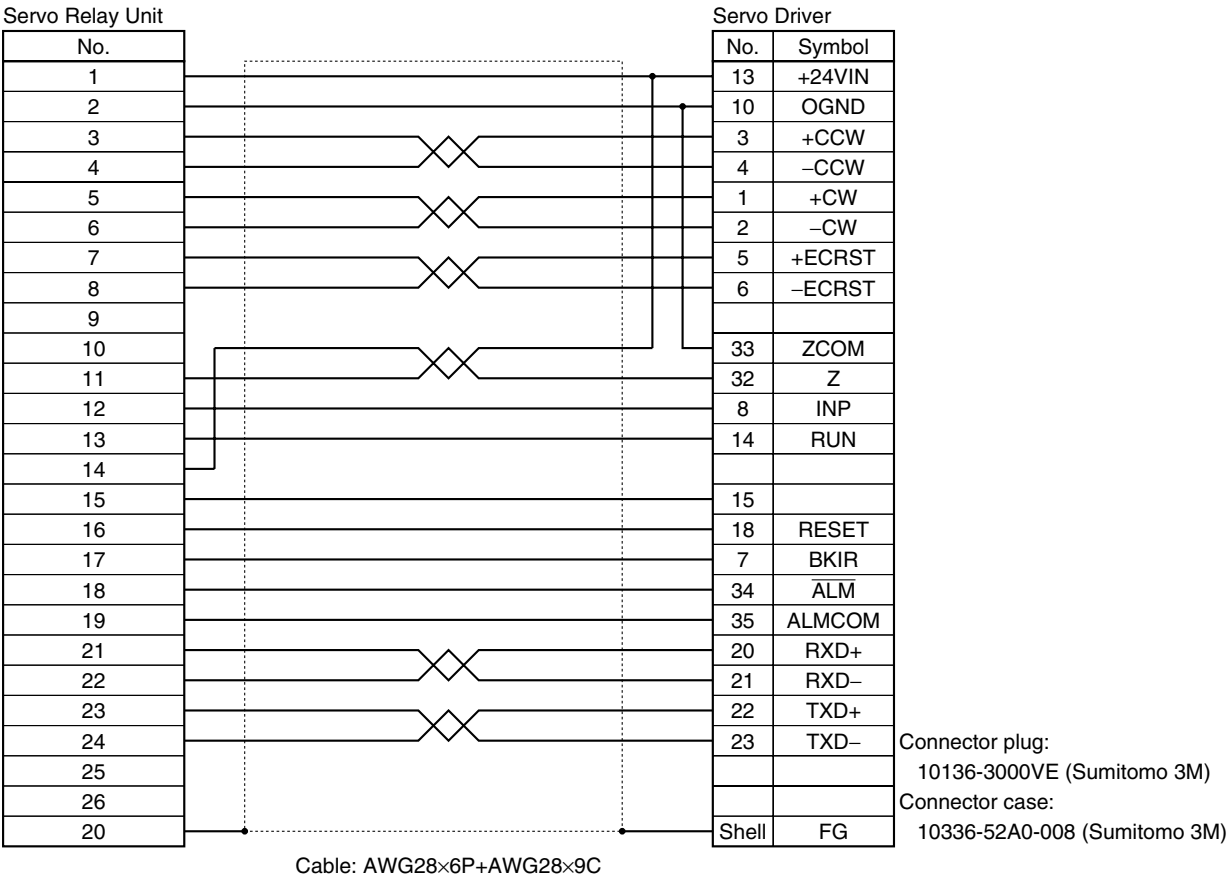 Servo Relay Unit Servo Driver
No. No. Symbol
1 13 +24VIN
2 10 OGND
3 3 +CCW
4 4 −CCW
5 1 +CW
6 2 −CW
7 5 +ECRST
8 6 −ECRST
9
10 33 ZCOM
11 32 Z
12 8 INP
13 14 RUN
14
15 15
16 18 RESET
17 7 BKIR
18 34 A̅L̅M̅
19 35 ALMCOM
21 20 RXD+
22 21 RXD−
23 22 TXD+
24 23 TXD−
25
26
20 Shell FG
Connector plug:
10136-3000VE (Sumitomo 3M)
Connector case:
10336-52A0-008 (Sumitomo 3M)
Cable: AWG28×6P+AWG28×9C